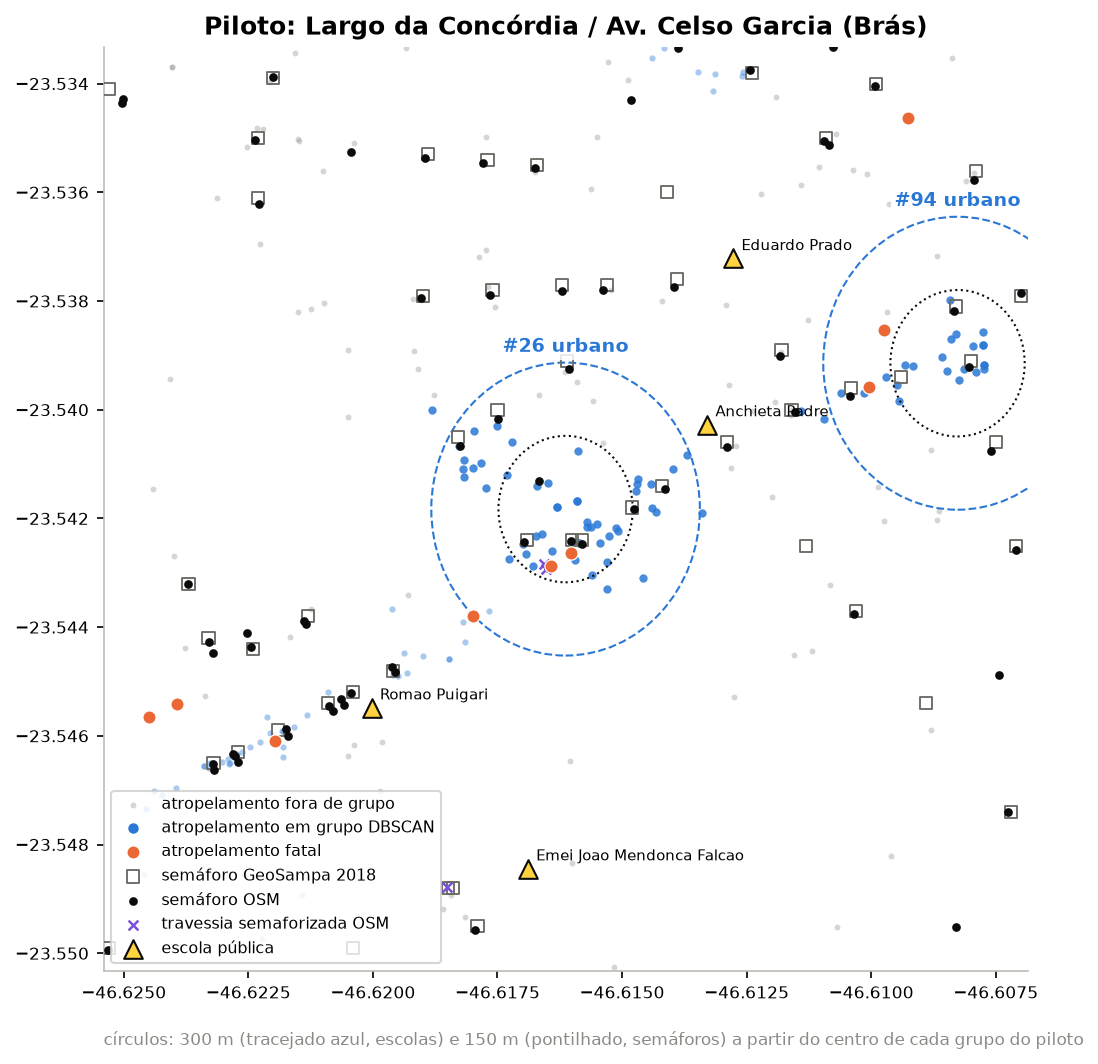 Piloto: Largo da Concórdia / Av. Celso Garcia (Brás)
−23.534
−23.536
−23.538
−23.540
−23.542
−23.544
−23.546
−23.548
−23.550
#94 urbano
Eduardo Prado
#26 urbano
Anchieta Padre
Romao Puigari
Emei Joao Mendonca Falcao
atropelamento fora de grupo
atropelamento em grupo DBSCAN
atropelamento fatal
semáforo GeoSampa 2018
semáforo OSM
travessia semaforizada OSM
escola pública
−46.6250 −46.6225 −46.6200 −46.6175 −46.6150 −46.6125 −46.6100 −46.6075
círculos: 300 m (tracejado azul, escolas) e 150 m (pontilhado, semáforos) a partir do centro de cada grupo do piloto